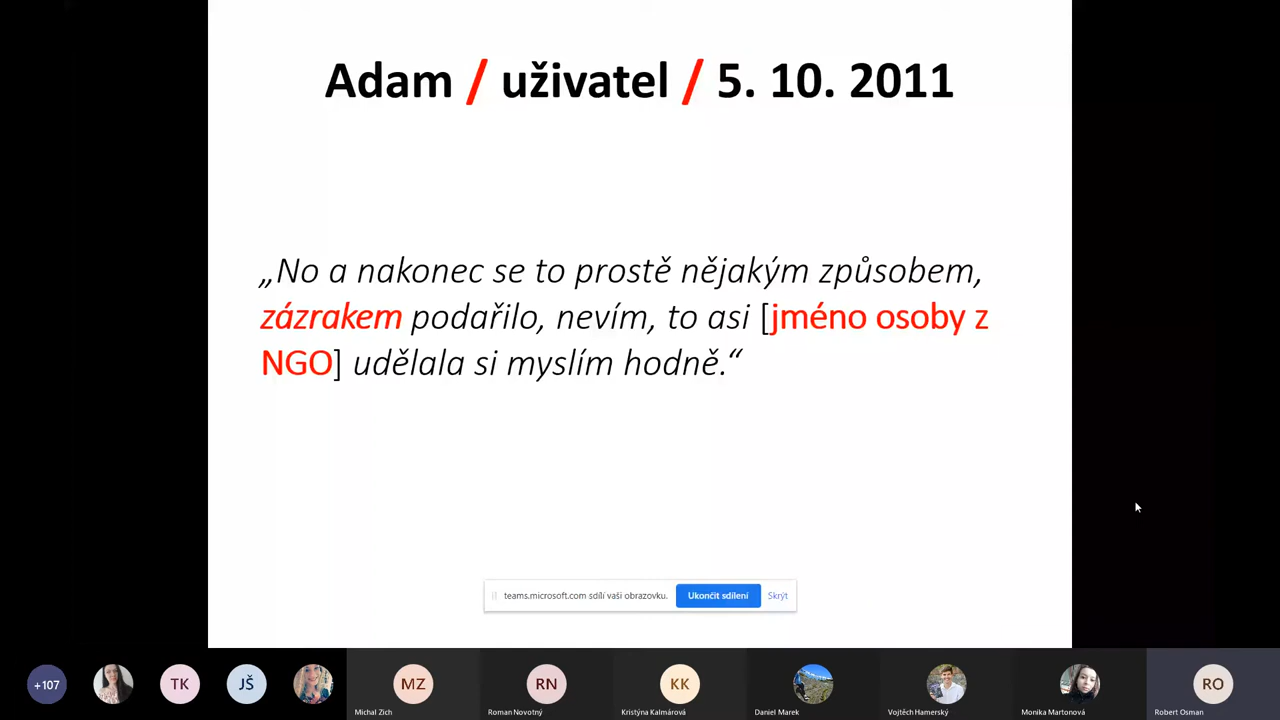 Adam / uživatel / 5. 10. 2011
„No a nakonec se to prostě nějakým způsobem,
zázrakem podařilo, nevím, to asi [jméno osoby z
NGO] udělala si myslím hodně.“
teams.microsoft.com sdílí vaši obrazovku. Ukončit sdílení Skrýt
+107 TK JŠ MZ RN KK RO
Michal Zich Roman Novotný Kristýna Kalmárová Daniel Marek Vojtěch Hamerský Monika Martonová Robert Osman